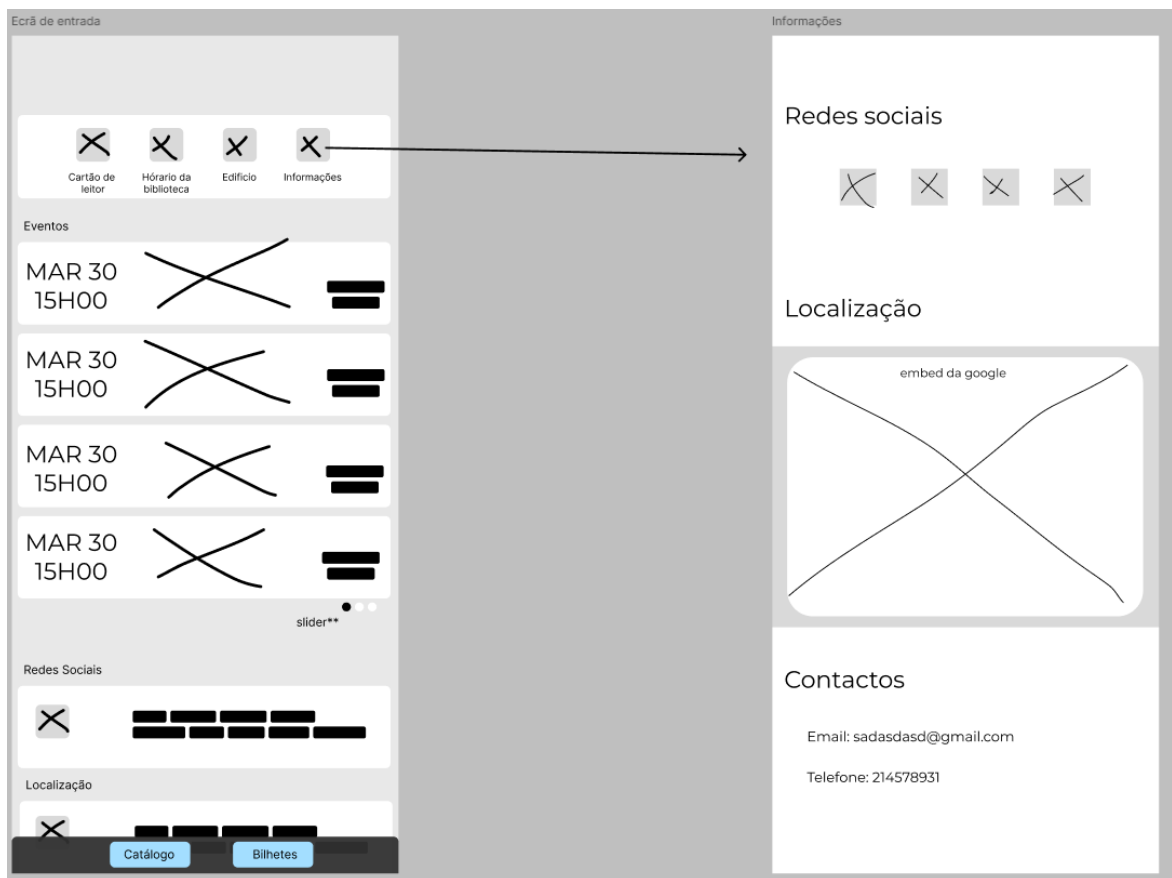 Ecrã de entrada
Cartão de
leitor
Hórario da
biblioteca
Edificio
Informações
Eventos
MAR 30
15H00
MAR 30
15H00
MAR 30
15H00
MAR 30
15H00
slider**
Redes Sociais
Localização
Catálogo
Bilhetes
Informações
Redes sociais
Localização
embed da google
Contactos
Email: sadasdasd@gmail.com
Telefone: 214578931